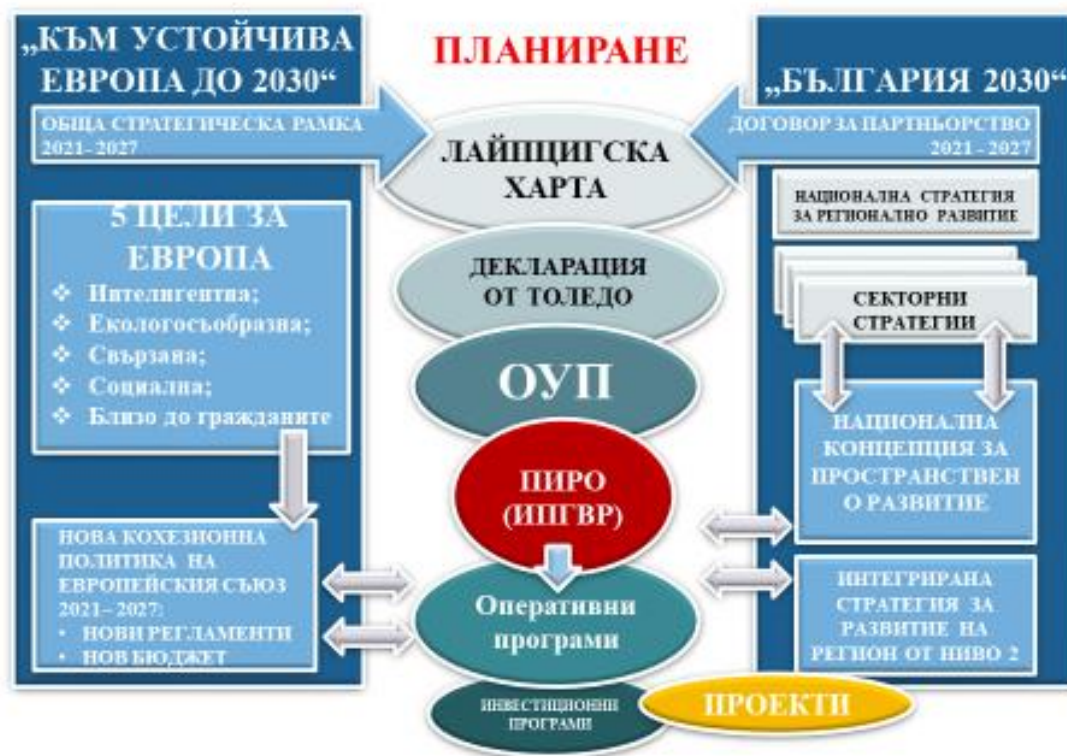 „КЪМ УСТОЙЧИВА
ЕВРОПА ДО 2030“
ОБЩА СТРАТЕГИЧЕСКА РАМКА
2021– 2027
5 ЦЕЛИ ЗА
ЕВРОПА
❖ Интелигентна;
❖ Екологосъобразна;
❖ Свързана;
❖ Социална;
❖ Близо до гражданите
НОВА КОХЕЗИОННА
ПОЛИТИКА НА
ЕВРОПЕЙСКИЯ СЪЮЗ
2021– 2027:
• НОВИ РЕГЛАМЕНТИ
• НОВ БЮДЖЕТ
ПЛАНИРАНЕ
ЛАЙПЦИГСКА
ХАРТА
ДЕКЛАРАЦИЯ
ОТ ТОЛЕДО
ОУП
ПИРО
(ИПГВР)
Оперативни
програми
ИНВЕСТИЦИОННИ
ПРОГРАМИ
ПРОЕКТИ
„БЪЛГАРИЯ 2030“
ДОГОВОР ЗА ПАРТНЬОРСТВО
2021– 2027
НАЦИОНАЛНА СТРАТЕГИЯ
ЗА РЕГИОНАЛНО РАЗВИТИЕ
СЕКТОРНИ
СТРАТЕГИИ
НАЦИОНАЛНА
КОНЦЕПЦИЯ ЗА
ПРОСТРАНСТВЕН
О РАЗВИТИЕ
ИНТЕГРИРАНА
СТРАТЕГИЯ ЗА
РАЗВИТИЕ НА
РЕГИОН ОТ НИВО 2